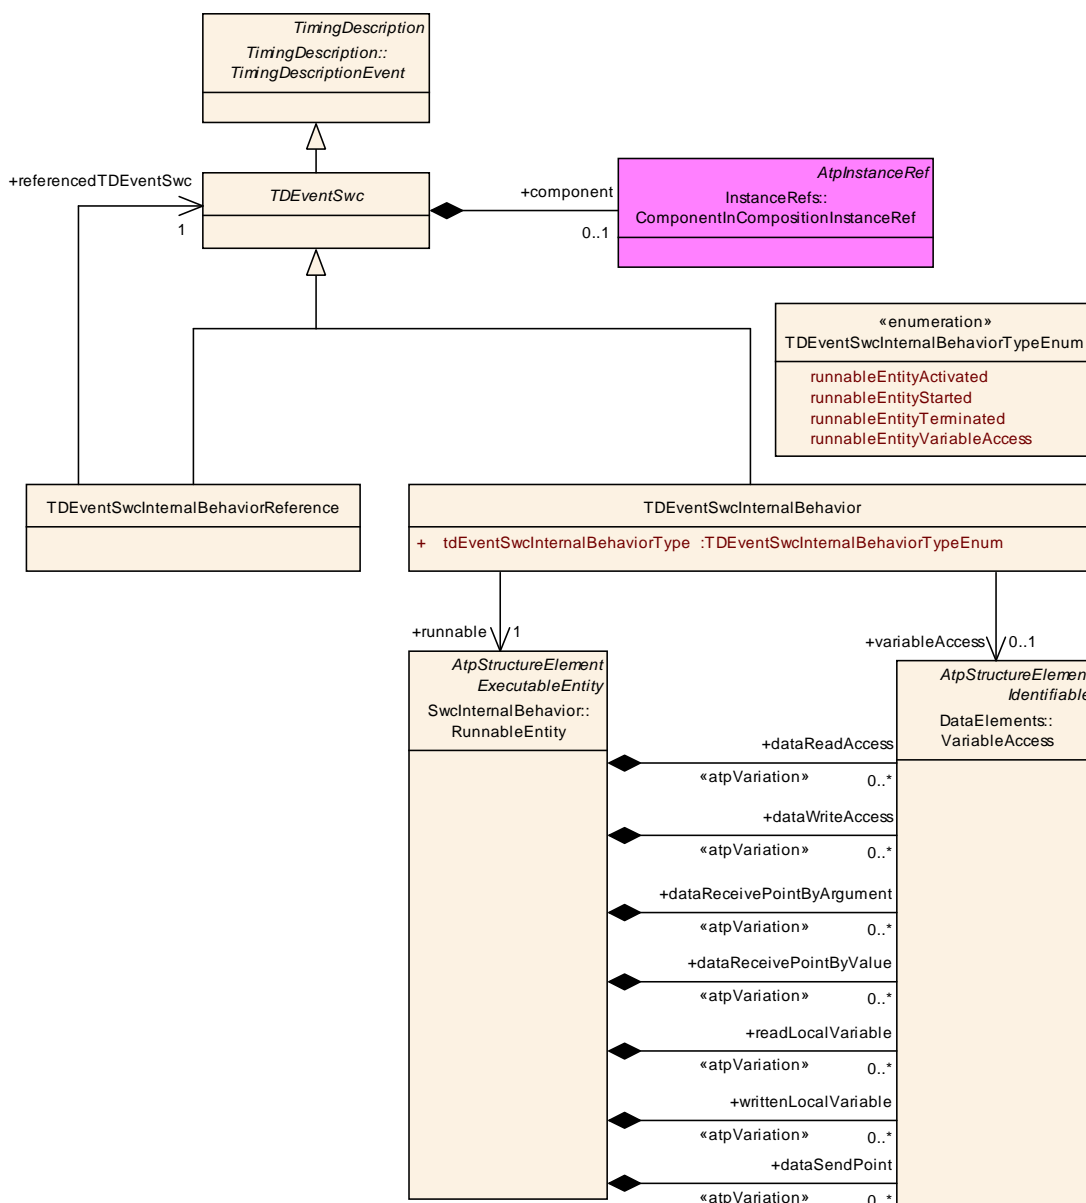 TimingDescription
TimingDescription::
TimingDescriptionEvent
+referencedTDEventSwc
1
TDEventSwc
+component
0..1
AtpInstanceRef
InstanceRefs::
ComponentInCompositionInstanceRef
«enumeration»
TDEventSwcInternalBehaviorTypeEnum
runnableEntityActivated
runnableEntityStarted
runnableEntityTerminated
runnableEntityVariableAccess
TDEventSwcInternalBehaviorReference
TDEventSwcInternalBehavior
+ tdEventSwcInternalBehaviorType :TDEventSwcInternalBehaviorTypeEnum
+runnable
1
+variableAccess
0..1
AtpStructureElement
ExecutableEntity
SwcInternalBehavior::
RunnableEntity
AtpStructureElement
Identifiable
DataElements::
VariableAccess
+dataReadAccess
«atpVariation»
0..*
+dataWriteAccess
«atpVariation»
0..*
+dataReceivePointByArgument
«atpVariation»
0..*
+dataReceivePointByValue
«atpVariation»
0..*
+readLocalVariable
«atpVariation»
0..*
+writtenLocalVariable
«atpVariation»
0..*
+dataSendPoint
«atpVariation»
0..*